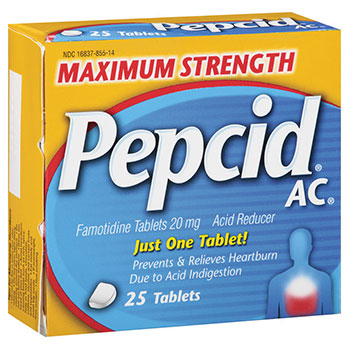 25 Tablets
NDC 16837-855-14
MAXIMUM STRENGTH
Pepcid®
AC®
Famotidine Tablets 20 mg Acid Reducer
Just One Tablet!
Prevents & Relieves Heartburn
Due to Acid Indigestion
25 Tablets